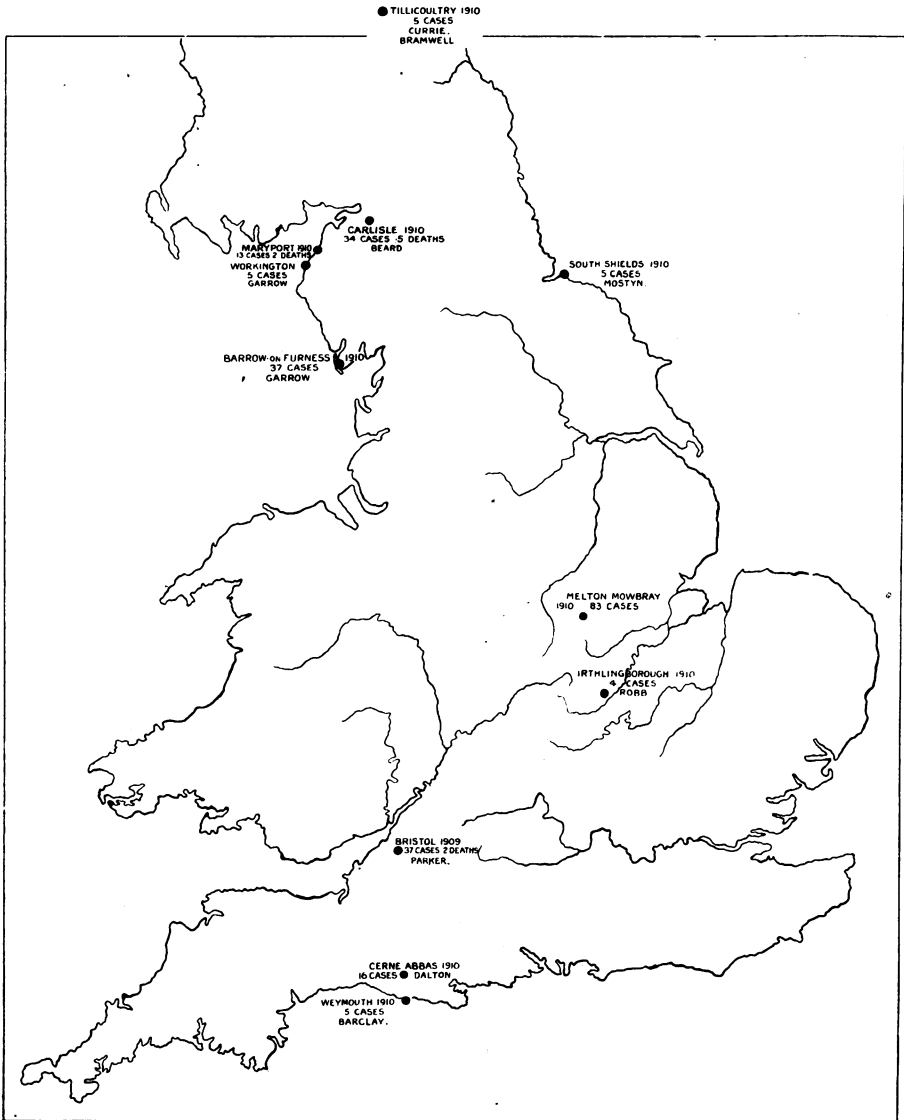 TILLICOULTRY 1910
5 CASES
CURRIE.
BRAMWELL
CARLISLE 1910
34 CASES 5 DEATHS
BEARD
MARYPORT 1910
13 CASES 2 DEATHS
WORKINGTON
5 CASES
GARROW
SOUTH SHIELDS 1910
5 CASES
MOSTYN.
BARROW-ON FURNESS 1910
37 CASES
GARROW
MELTON MOWBRAY
1910 83 CASES
IRTHLINGBOROUGH 1910
4 CASES
ROBB
BRISTOL 1909
37 CASES 2 DEATHS
PARKER.
CERNE ABBAS 1910
16 CASES DALTON
WEYMOUTH 1910
5 CASES
BARCLAY.